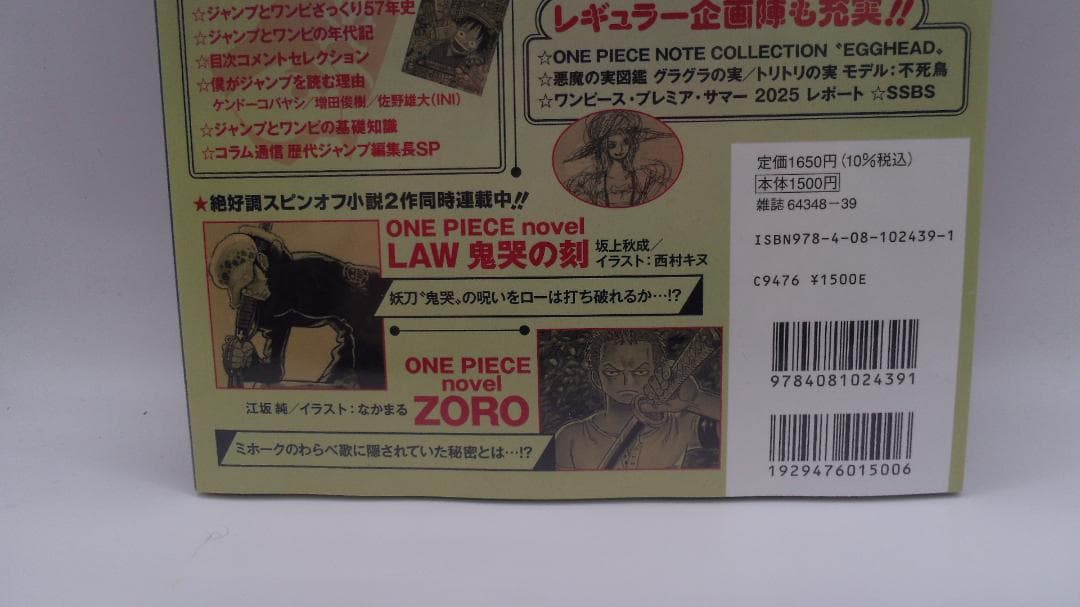 ☆ジャンプとワンピざっくり57年史
☆ジャンプとワンピの年代記
☆目次コメントセレクション
☆僕がジャンプを読む理由
ケンドーコバヤシ/増田俊樹/佐野雄大(INI)
☆ジャンプとワンピの基礎知識
☆コラム通信 歴代ジャンプ編集長SP
レギュラー企画陣も充実!!
☆ONE PIECE NOTE COLLECTION〝EGGHEAD〟
☆悪魔の実図鑑 グラグラの実/トリトリの実 モデル:不死鳥
☆ワンピース・プレミア・サマー 2025 レポート ☆SSBS
★絶好調スピンオフ小説2作同時連載中!!
ONE PIECE novel
LAW 鬼哭の刻
坂上秋成/
イラスト:西村キヌ
妖刀〝鬼哭〟の呪いをローは打ち破れるか…!?
ONE PIECE
novel
ZORO
江坂 純/イラスト:なかまる
ミホークのわらべ歌に隠されていた秘密とは…!?
定価1650円(10%税込)
本体1500円
雑誌 64348-39
ISBN978-4-08-102439-1
C9476 ¥1500E
9784081024391
1929476015006